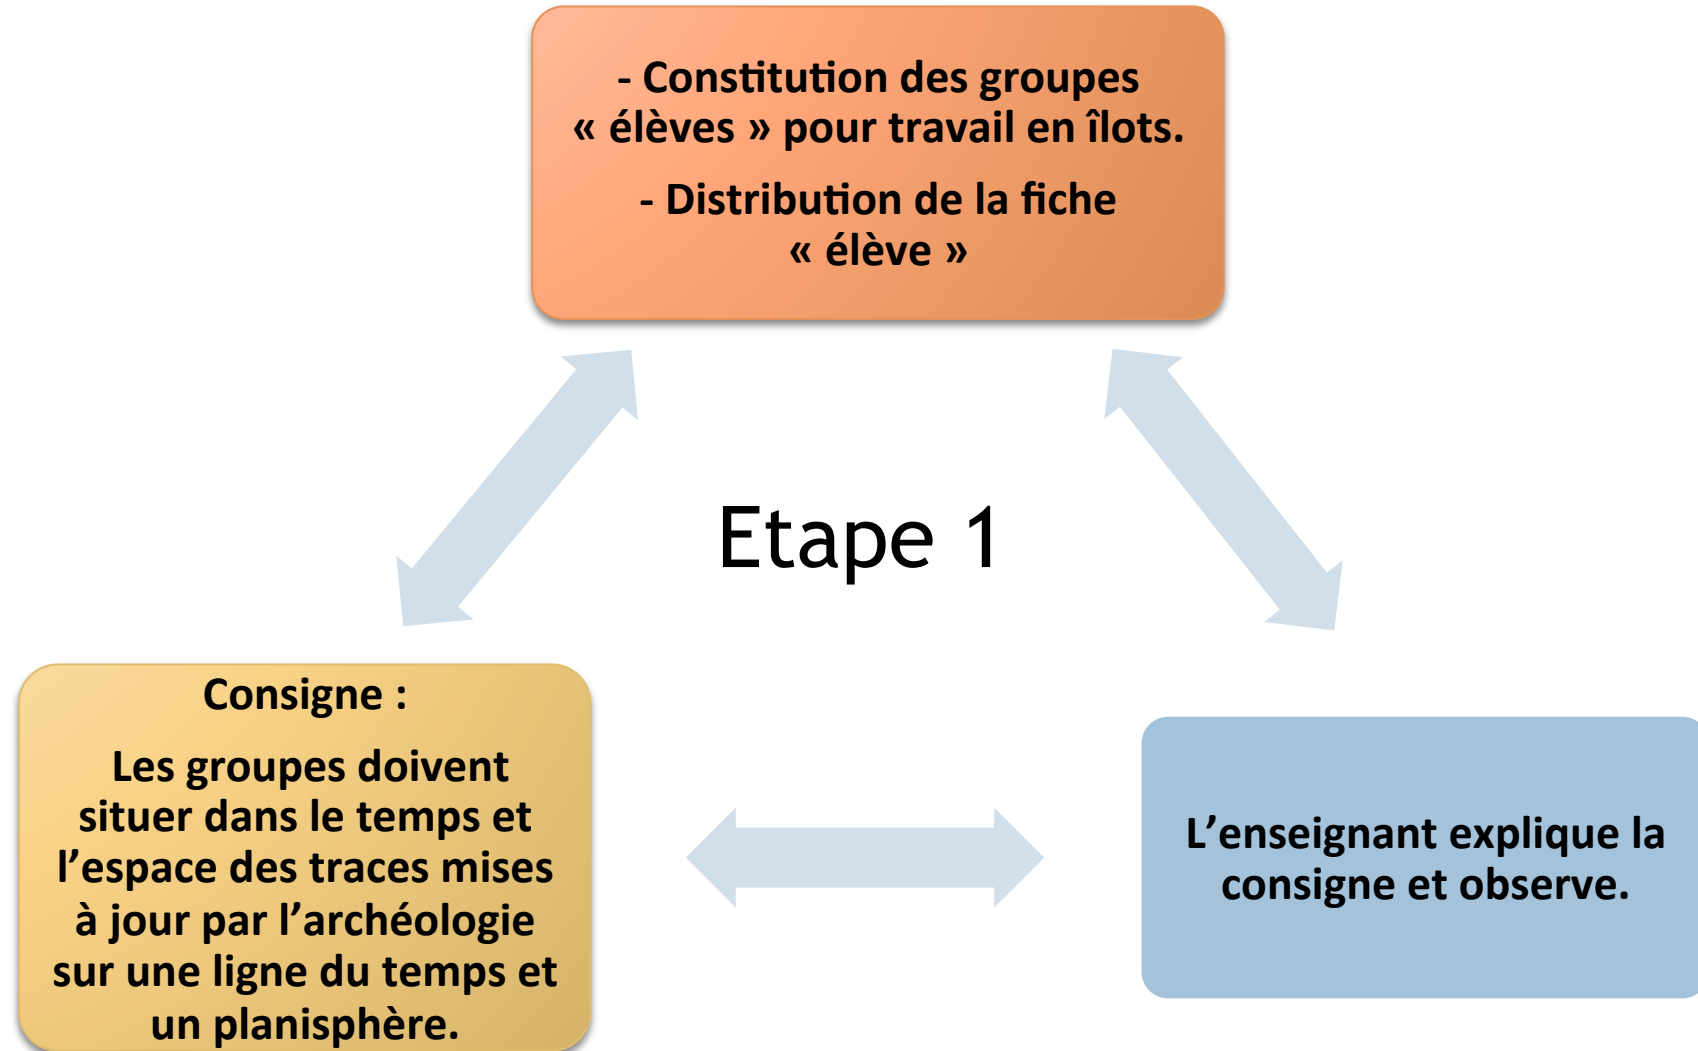 - Constitution des groupes
« élèves » pour travail en îlots.
- Distribution de la fiche
« élève »
Etape 1
Consigne :
Les groupes doivent
situer dans le temps et
l’espace des traces mises
à jour par l’archéologie
sur une ligne du temps et
un planisphère.
L’enseignant explique la
consigne et observe.